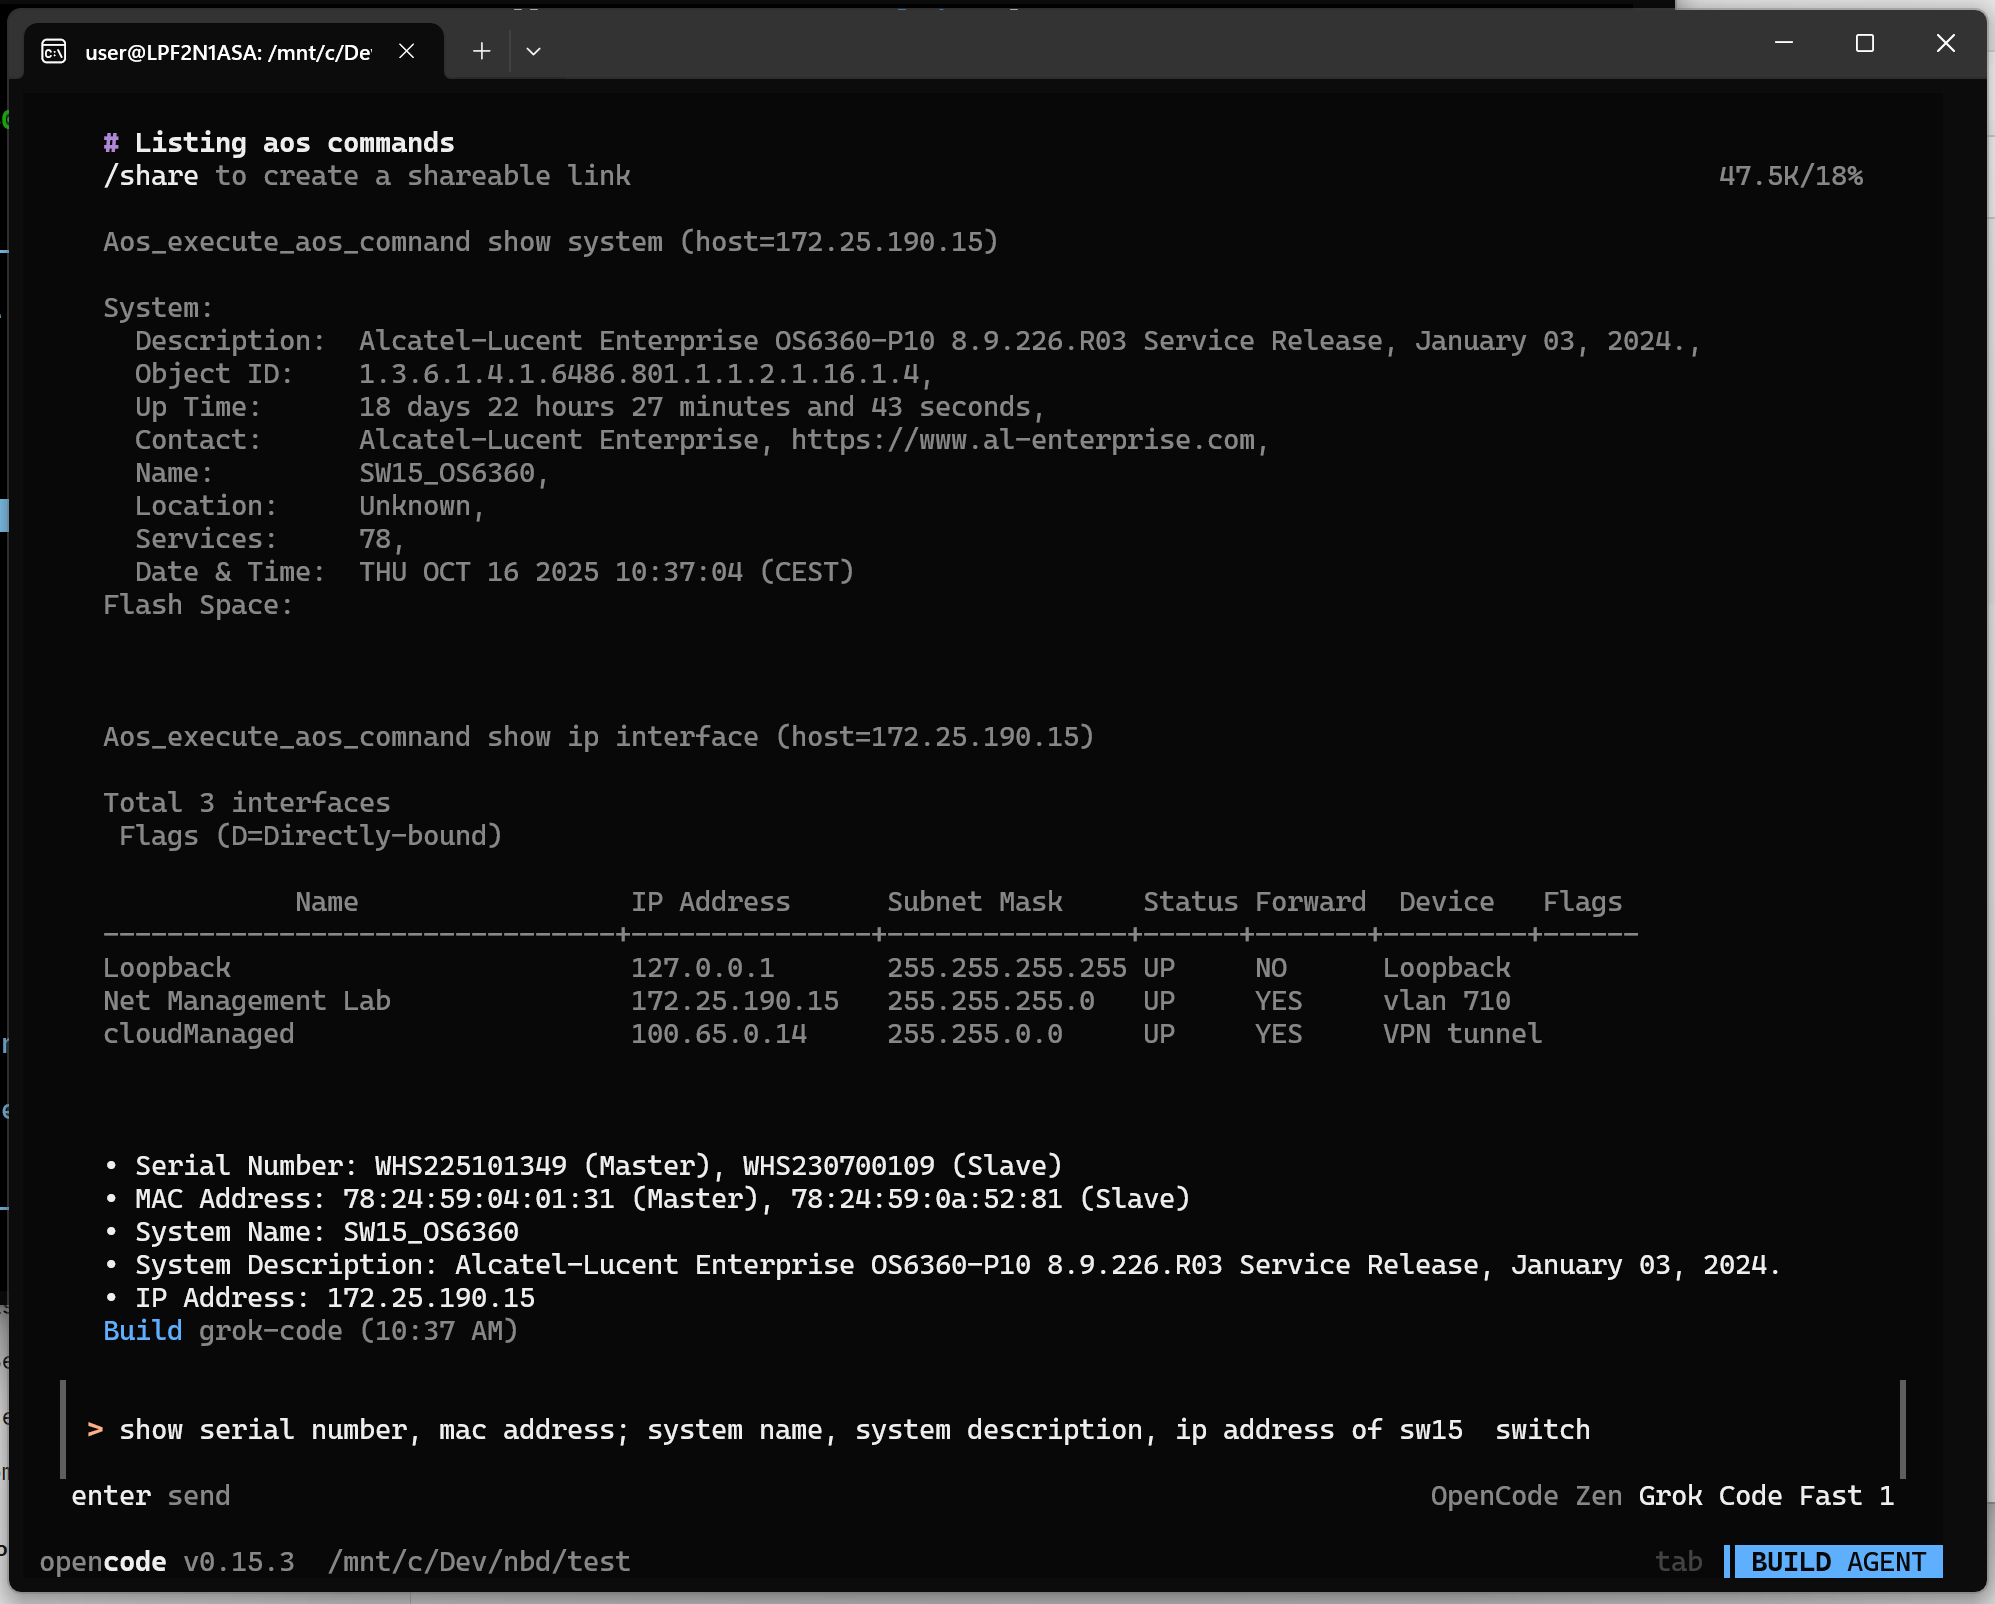 user@LPF2N1ASA: /mnt/c/De
# Listing aos commands
/share to create a shareable link 47.5K/18%
Aos_execute_aos_comnand show system (host=172.25.190.15)
System:
Description: Alcatel-Lucent Enterprise OS6360-P10 8.9.226.R03 Service Release, January 03, 2024.,
Object ID: 1.3.6.1.4.1.6486.801.1.1.2.1.16.1.4,
Up Time: 18 days 22 hours 27 minutes and 43 seconds,
Contact: Alcatel-Lucent Enterprise, https://www.al-enterprise.com,
Name: SW15_OS6360,
Location: Unknown,
Services: 78,
Date & Time: THU OCT 16 2025 10:37:04 (CEST)
Flash Space:
Aos_execute_aos_comnand show ip interface (host=172.25.190.15)
Total 3 interfaces
Flags (D=Directly-bound)
Name IP Address Subnet Mask Status Forward Device Flags
--------------------------------+---------------+---------------+------+-------+---------+------
Loopback 127.0.0.1 255.255.255.255 UP NO Loopback
Net Management Lab 172.25.190.15 255.255.255.0 UP YES vlan 710
cloudManaged 100.65.0.14 255.255.0.0 UP YES VPN tunnel
• Serial Number: WHS225101349 (Master), WHS230700109 (Slave)
• MAC Address: 78:24:59:04:01:31 (Master), 78:24:59:0a:52:81 (Slave)
• System Name: SW15_OS6360
• System Description: Alcatel-Lucent Enterprise OS6360-P10 8.9.226.R03 Service Release, January 03, 2024.
• IP Address: 172.25.190.15
Build grok-code (10:37 AM)
> show serial number, mac address; system name, system description, ip address of sw15  switch
enter send OpenCode Zen Grok Code Fast 1
opencode v0.15.3 /mnt/c/Dev/nbd/test tab BUILD AGENT